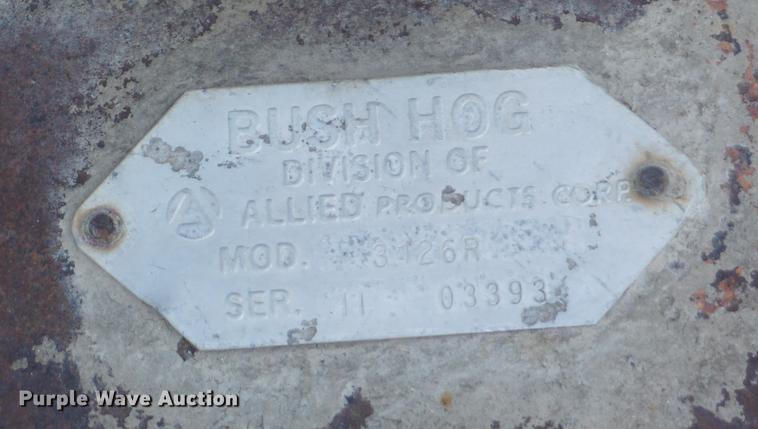 BUSH HOG
DIVISION OF
ALLIED PRODUCTS CORP.
MOD. 3126R
SER. 11 03393
Purple Wave Auction